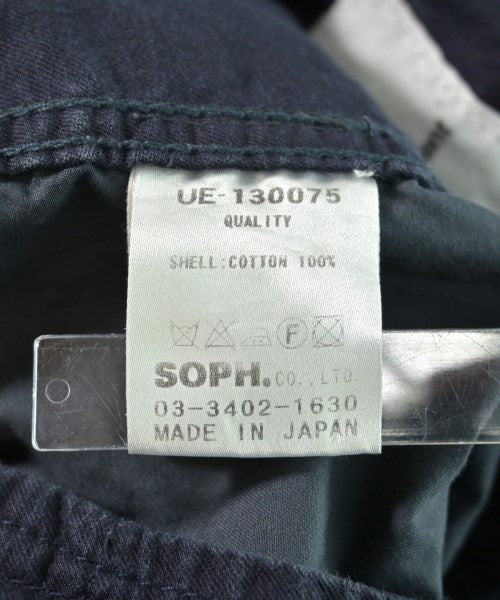 UE-130075
QUALITY
SHELL:COTTON 100%
F
SOPH.CO.,LTD.
03-3402-1630
MADE IN JAPAN